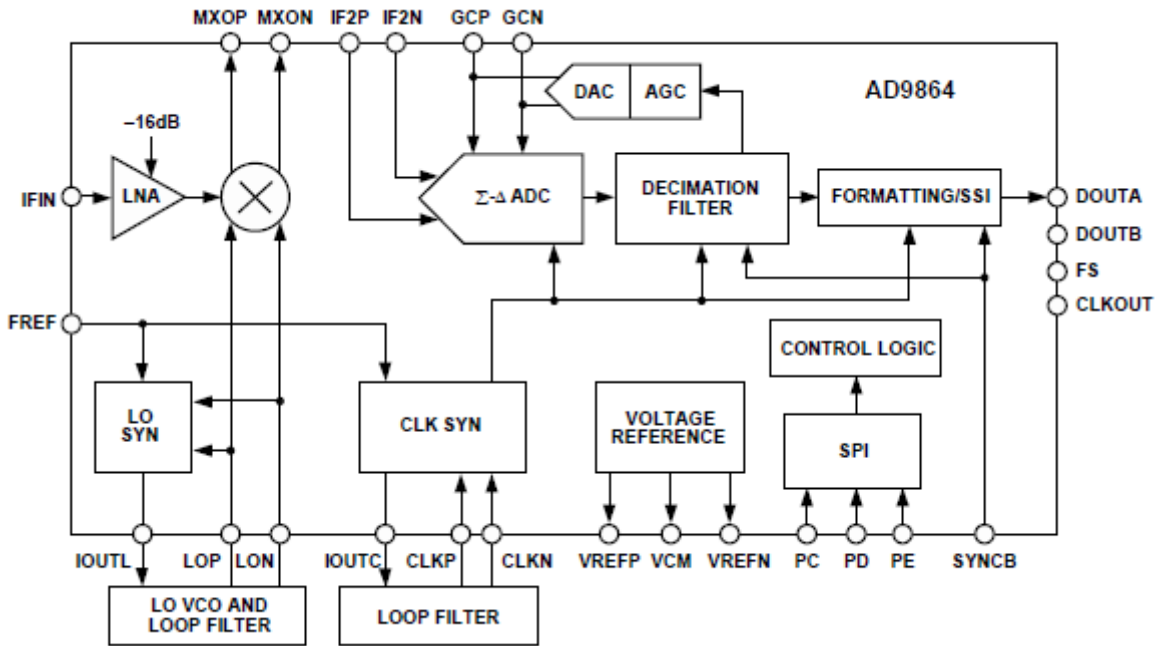 MXOP MXON IF2P IF2N GCP GCN
DAC AGC
AD9864
–16dB
IFIN
LNA
Σ-Δ ADC
DECIMATION
FILTER
FORMATTING/SSI
DOUTA
DOUTB
FS
CLKOUT
FREF
LO
SYN
CLK SYN
VOLTAGE
REFERENCE
CONTROL LOGIC
SPI
IOUTL LOP LON IOUTC CLKP CLKN VREFP VCM VREFN PC PD PE SYNCB
LO VCO AND
LOOP FILTER
LOOP FILTER